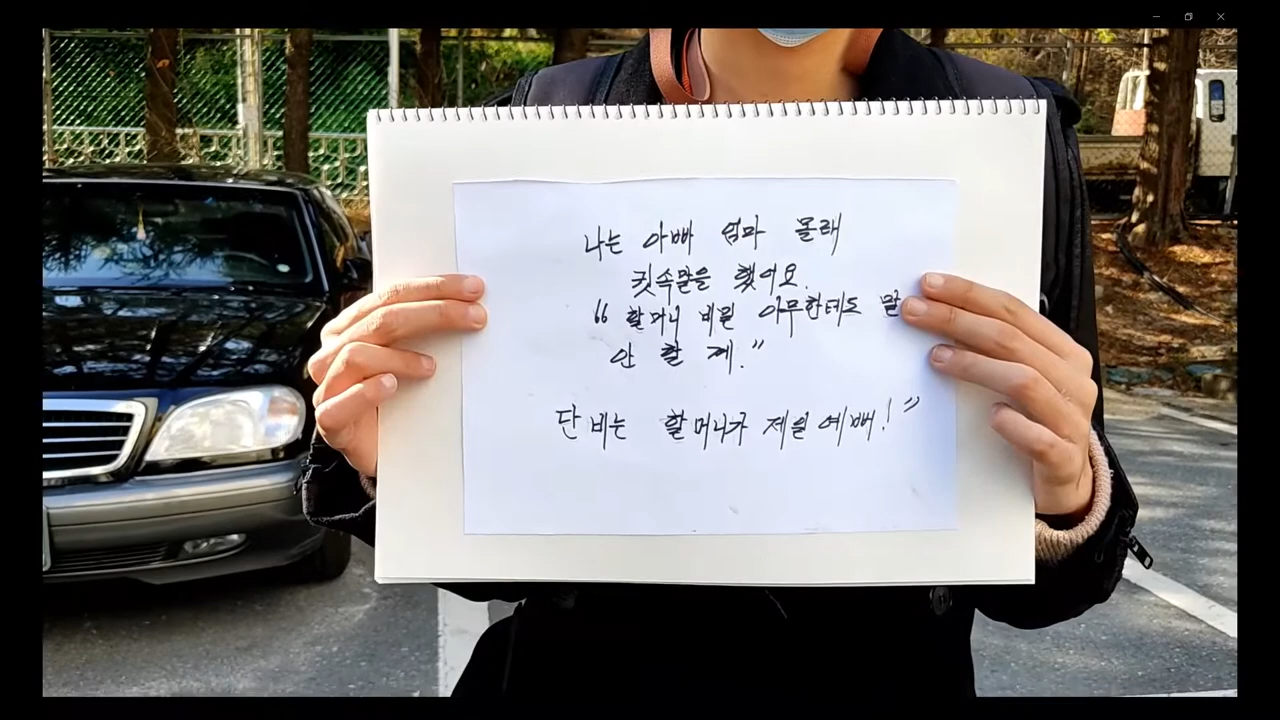 나는 아빠 엄마 몰래
귓속말을 했어요.
“할머니 비밀 아무한테도 말
안 할 게.”
단비는 할머니가 제일 예뻐!”